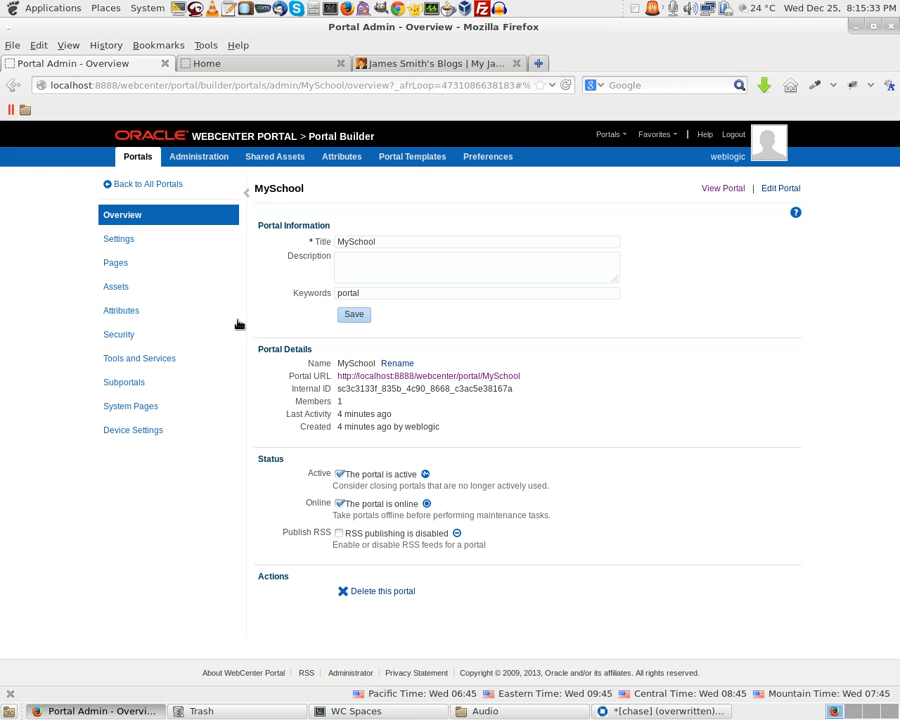 Applications Places System 24 °C Wed Dec 25, 8:15:33 PM
Portal Admin - Overview - Mozilla Firefox
File Edit View History Bookmarks Tools Help
Portal Admin - Overview Home James Smith's Blogs | My Ja...
localhost:8888/webcenter/portal/builder/portals/admin/MySchool/overview?_afrLoop=4731086638183#% Google
ORACLE WEBCENTER PORTAL > Portal Builder Portals Favorites Help Logout
Portals Administration Shared Assets Attributes Portal Templates Preferences weblogic
Back to All Portals
MySchool View Portal | Edit Portal
Overview
Settings
Pages
Assets
Attributes
Security
Tools and Services
Subportals
System Pages
Device Settings
Portal Information
* Title MySchool
Description
Keywords portal
Save
Portal Details
Name MySchool Rename
Portal URL http://localhost:8888/webcenter/portal/MySchool
Internal ID sc3c3133f_835b_4c90_8668_c3ac5e38167a
Members 1
Last Activity 4 minutes ago
Created 4 minutes ago by weblogic
Status
Active The portal is active
Consider closing portals that are no longer actively used.
Online The portal is online
Take portals offline before performing maintenance tasks.
Publish RSS RSS publishing is disabled
Enable or disable RSS feeds for a portal
Actions
Delete this portal
About WebCenter Portal | RSS | Administrator | Privacy Statement | Copyright © 2009, 2013, Oracle and/or its affiliates. All rights reserved.
Pacific Time: Wed 06:45 Eastern Time: Wed 09:45 Central Time: Wed 08:45 Mountain Time: Wed 07:45
Portal Admin - Overvi... Trash WC Spaces Audio *[chase] (overwritten)...